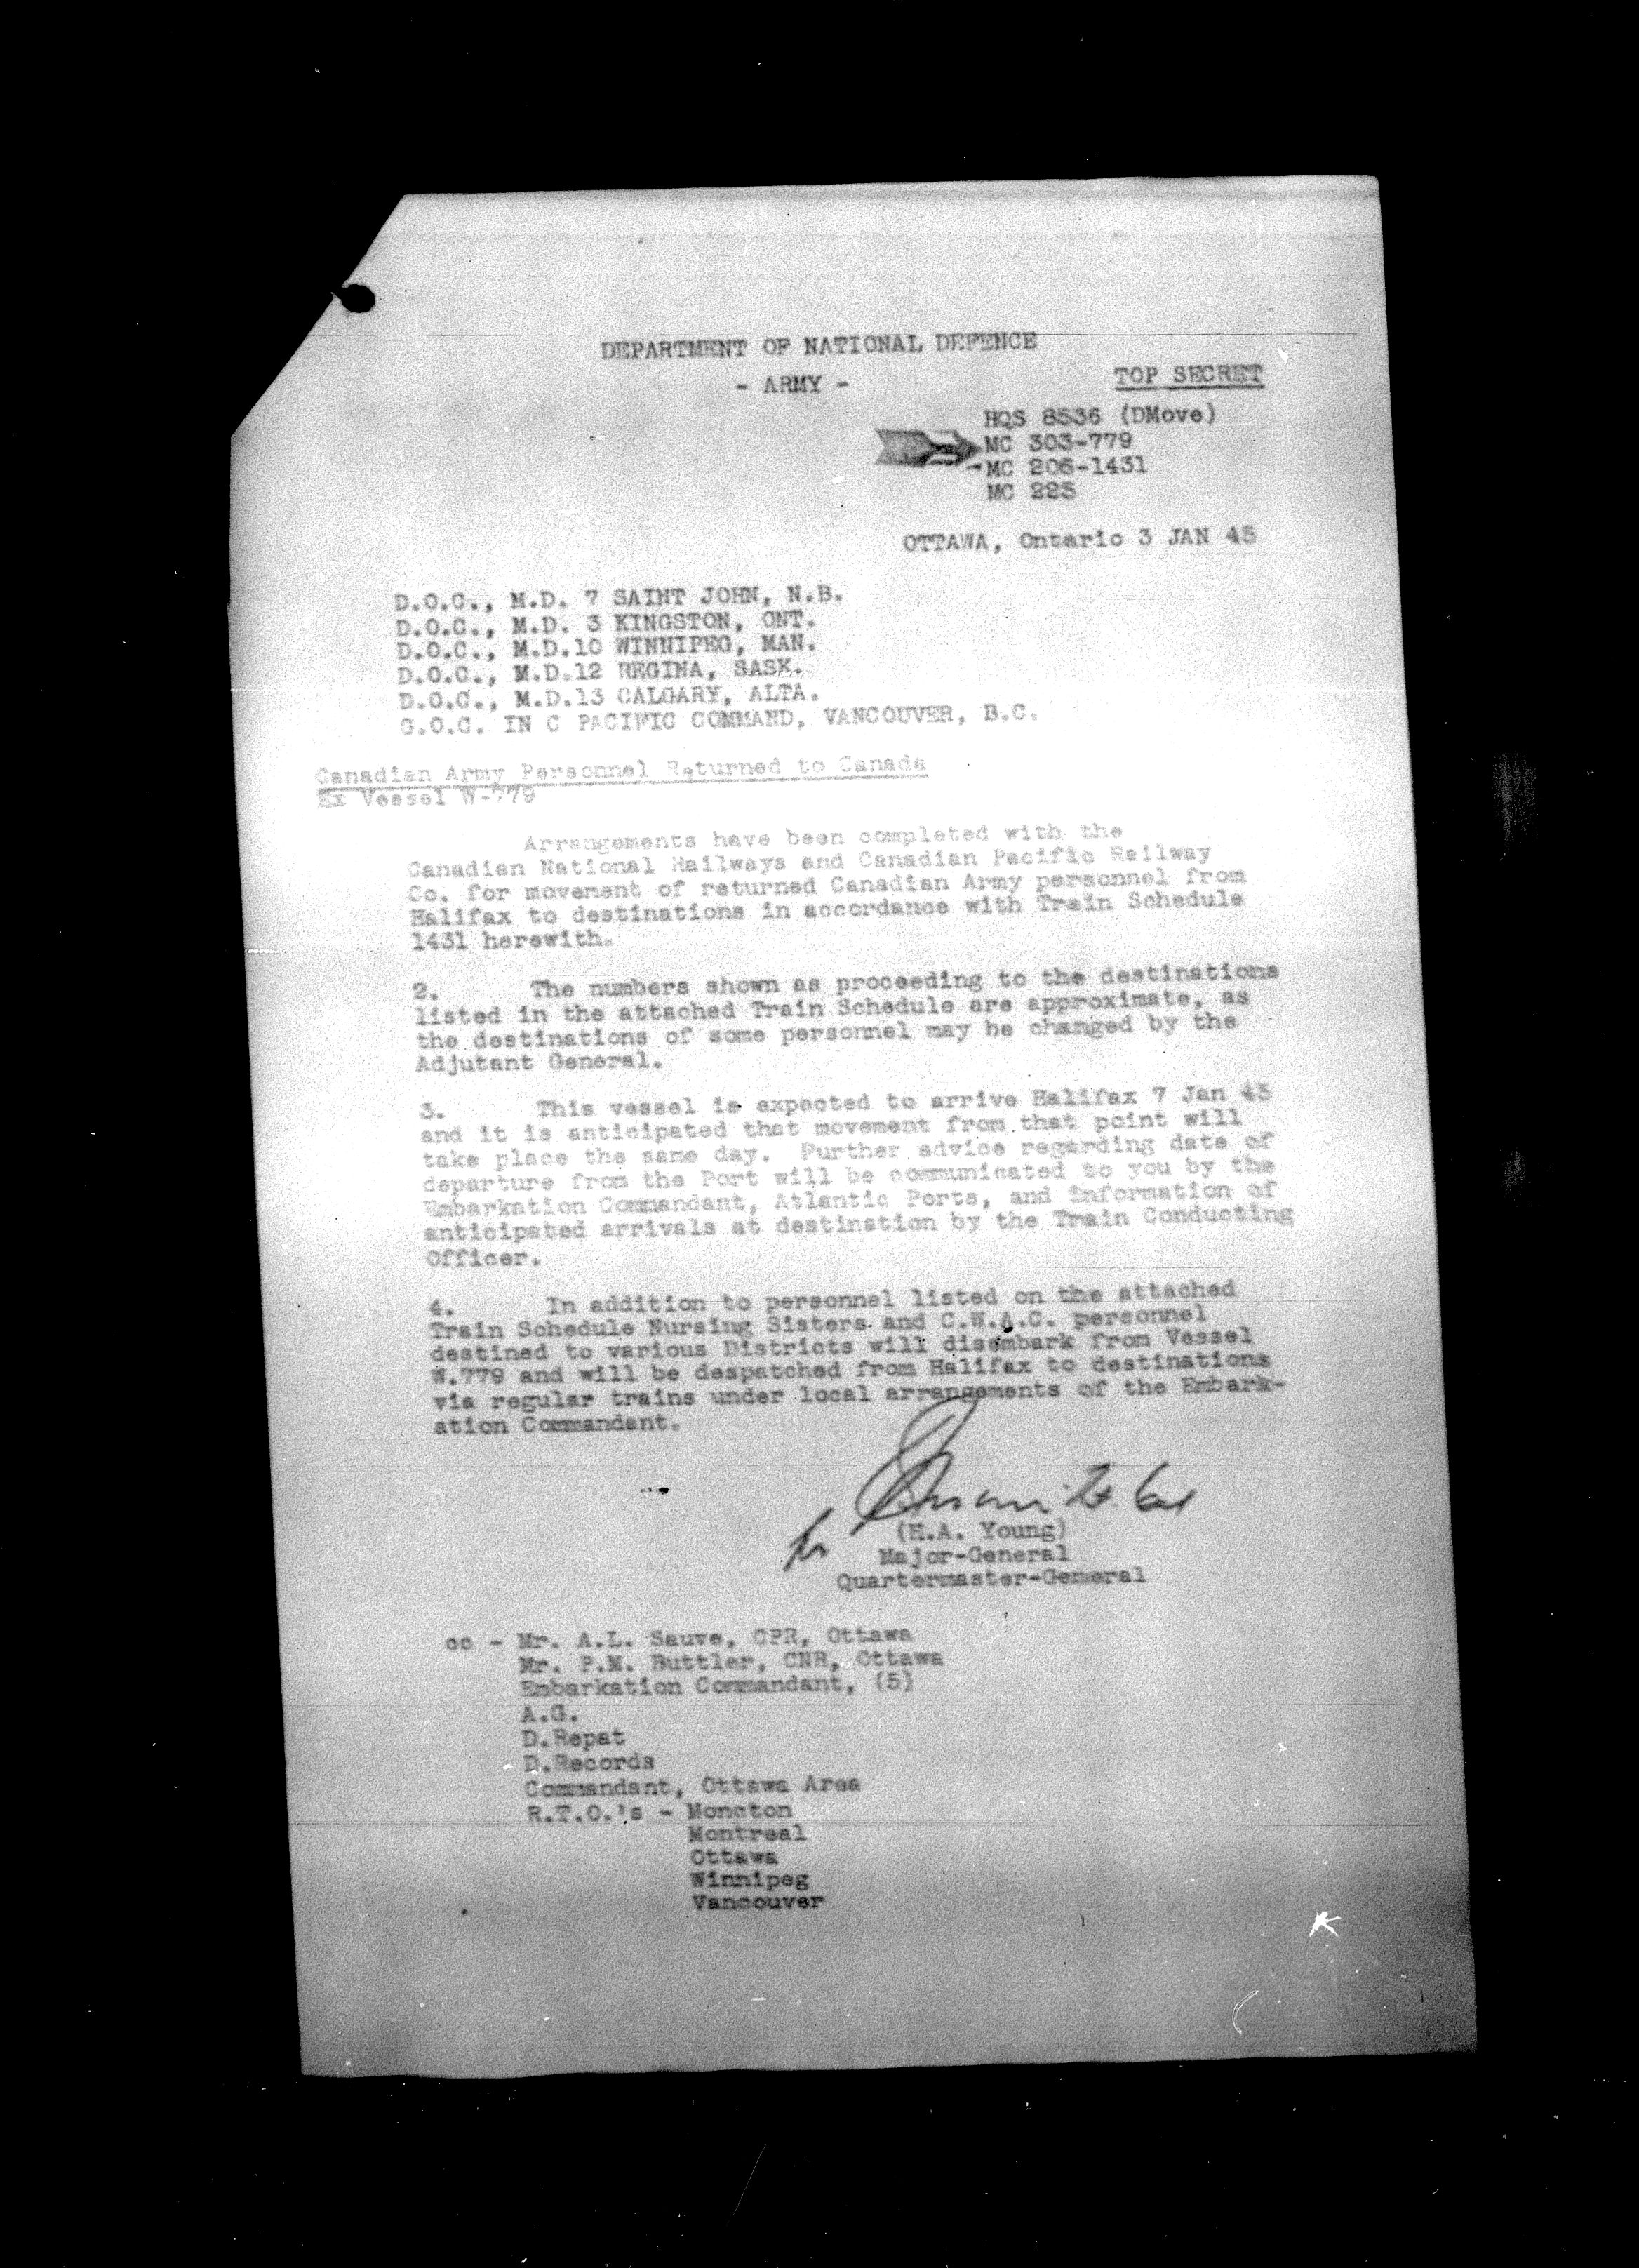 DEPARTMENT OF NATIONAL DEFENCE
- ARMY -
TOP SECRET
HQS 8536 (DMove)
MC 303-779
MC 206-1431
MC 225
OTTAWA, Ontario 3 JAN 45
D.O.C., M.D. 7 SAINT JOHN, N.B.
D.O.C., M.D. 3 KINGSTON, ONT.
D.O.C., M.D.10 WINNIPEG, MAN.
D.O.C., M.D.12 REGINA, SASK.
D.O.C., M.D.13 CALGARY, ALTA.
G.O.C. IN C PACIFIC COMMAND, VANCOUVER, B.C.
Canadian Army Personnel Returned to Canada
Ex Vessel W-779
Arrangements have been completed with the
Canadian National Railways and Canadian Pacific Railway
Co. for movement of returned Canadian Army personnel from
Halifax to destinations in accordance with Train Schedule
1431 herewith.
2. The numbers shown as proceeding to the destinations
listed in the attached Train Schedule are approximate, as
the destinations of some personnel may be changed by the
Adjutant General.
3. This vessel is expected to arrive Halifax 7 Jan 45
and it is anticipated that movement from that point will
take place the same day. Further advice regarding date of
departure from the Port will be communicated to you by the
Embarkation Commandant, Atlantic Ports, and information of
anticipated arrivals at destination by the Train Conducting
Officer.
4. In addition to personnel listed on the attached
Train Schedule Nursing Sisters and C.W.A.C. personnel
destined to various Districts will disembark from Vessel
W.779 and will be despatched from Halifax to destinations
via regular trains under local arrangements of the Embark-
ation Commandant.
for
(H.A. Young)
Major-General
Quartermaster-General
cc - Mr. A.L. Sauve, CPR, Ottawa
Mr. P.M. Buttler, CNR, Ottawa
Embarkation Commandant, (5)
A.G.
D.Repat
D.Records
Commandant, Ottawa Area
R.T.O.'s - Moncton
Montreal
Ottawa
Winnipeg
Vancouver